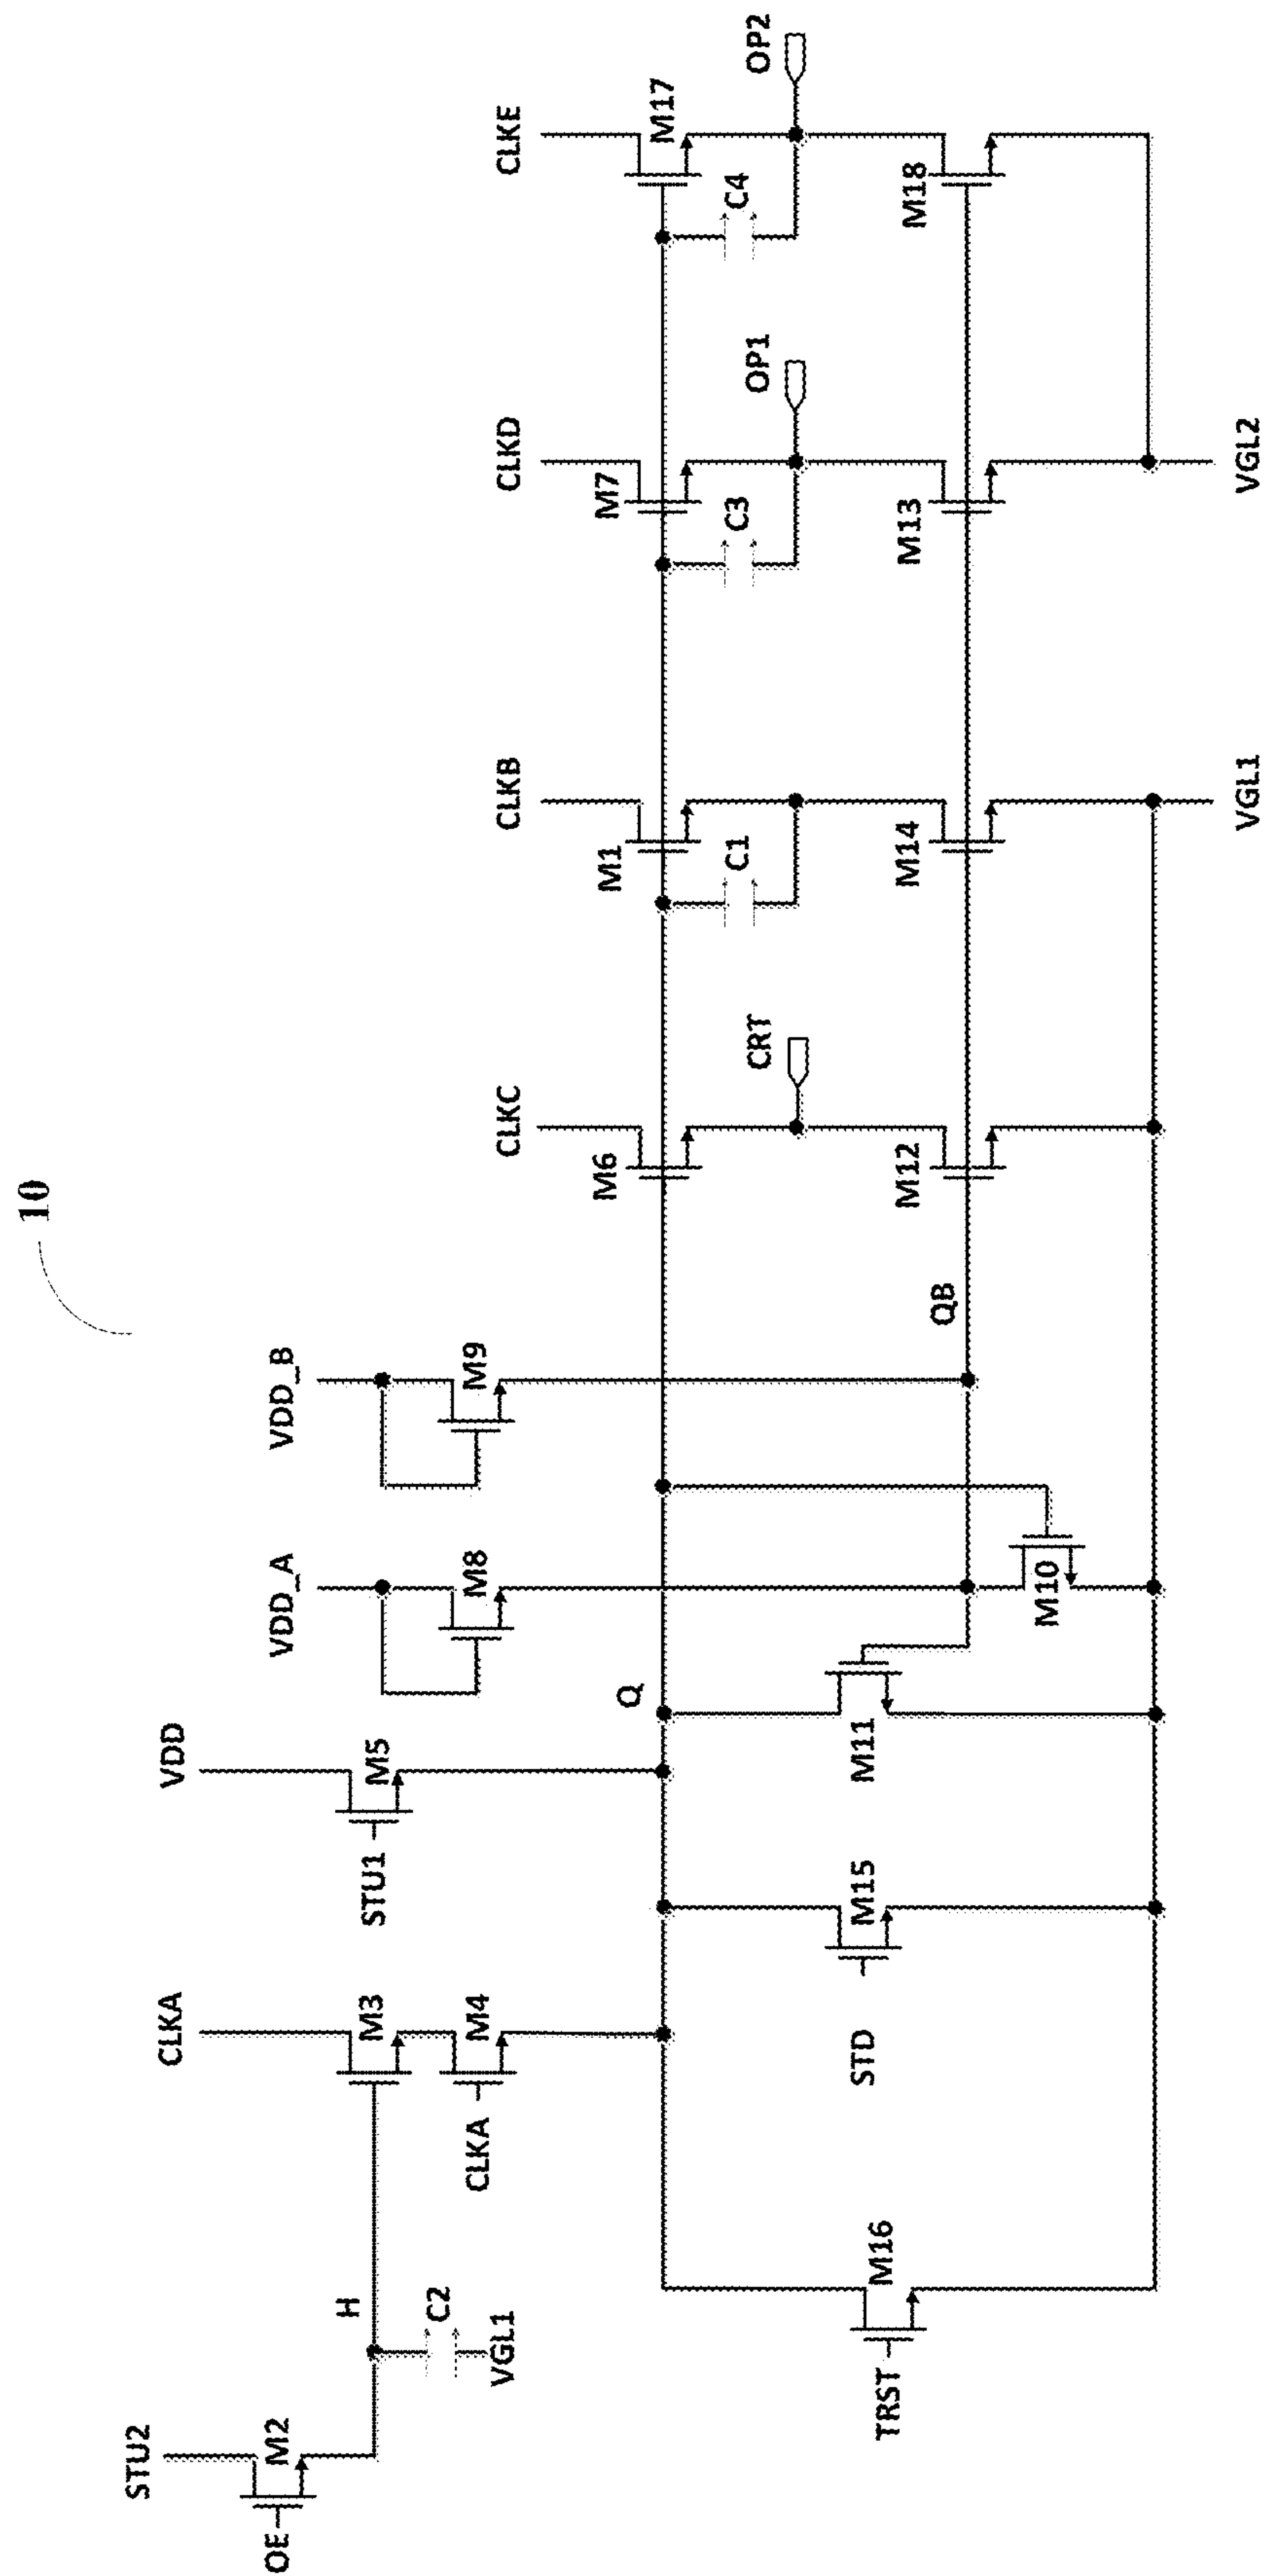 10
STU2
OE
M2
H
C2
VGL1
CLKA
M3
CLKA
M4
VDD
STU1
M5
VDD_A
M8
VDD_B
M9
TRST
M16
STD
M15
Q
M11
M10
QB
CLKC
M6
CRT
M12
CLKB
M1
C1
M14
VGL1
CLKD
M7
C3
OP1
M13
VGL2
CLKE
M17
C4
OP2
M18